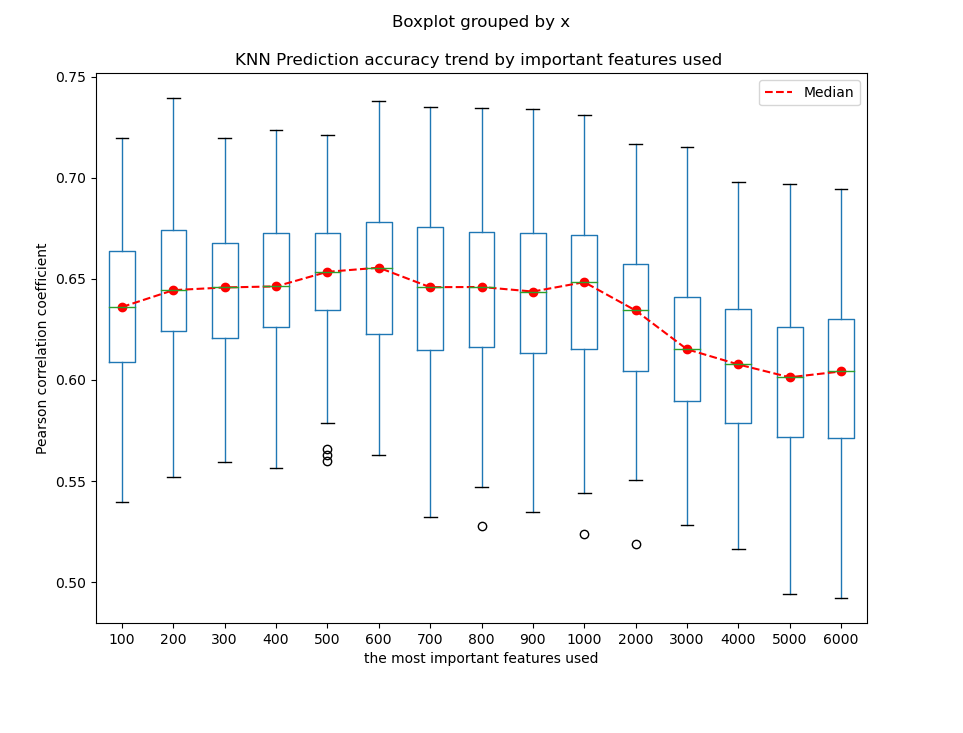 Boxplot grouped by x
KNN Prediction accuracy trend by important features used
Median
0.75
0.70
0.65
0.60
0.55
0.50
Pearson correlation coefficient
100 200 300 400 500 600 700 800 900 1000 2000 3000 4000 5000 6000
the most important features used